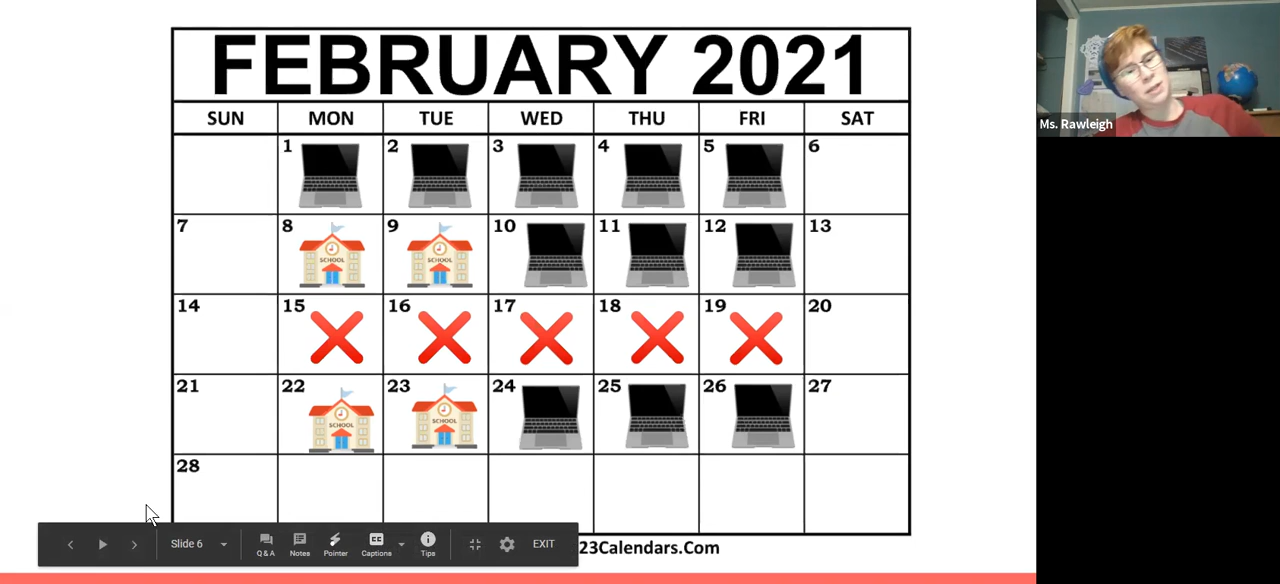 FEBRUARY 2021
SUN MON TUE WED THU FRI SAT
1 2 3 4 5 6
7 8 9 10 11 12 13
SCHOOL SCHOOL
14 15 16 17 18 19 20
21 22 23 24 25 26 27
SCHOOL SCHOOL
28
23Calendars.Com
Slide 6 Q & A Notes Pointer CC Captions Tips EXIT
Ms. Rawleigh